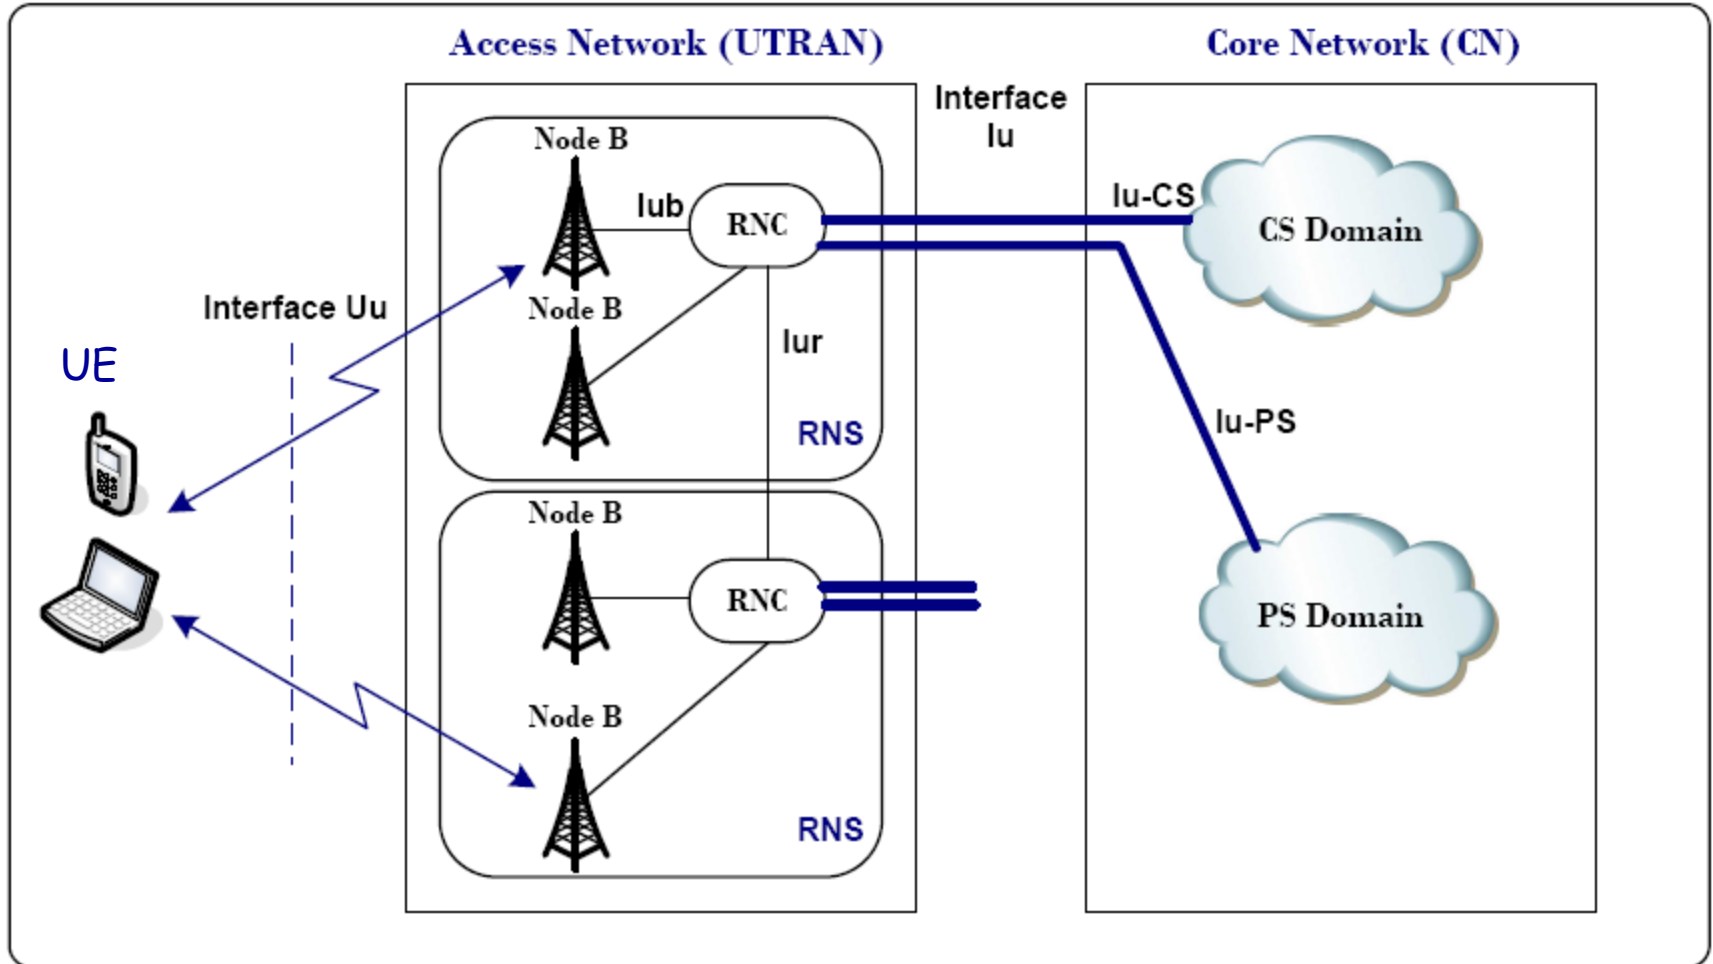 Access Network (UTRAN)
Core Network (CN)
Interface
Iu
Node B
Iub
RNC
Iu-CS
CS Domain
Interface Uu
Node B
Iur
UE
Iu-PS
RNS
Node B
RNC
PS Domain
Node B
RNS